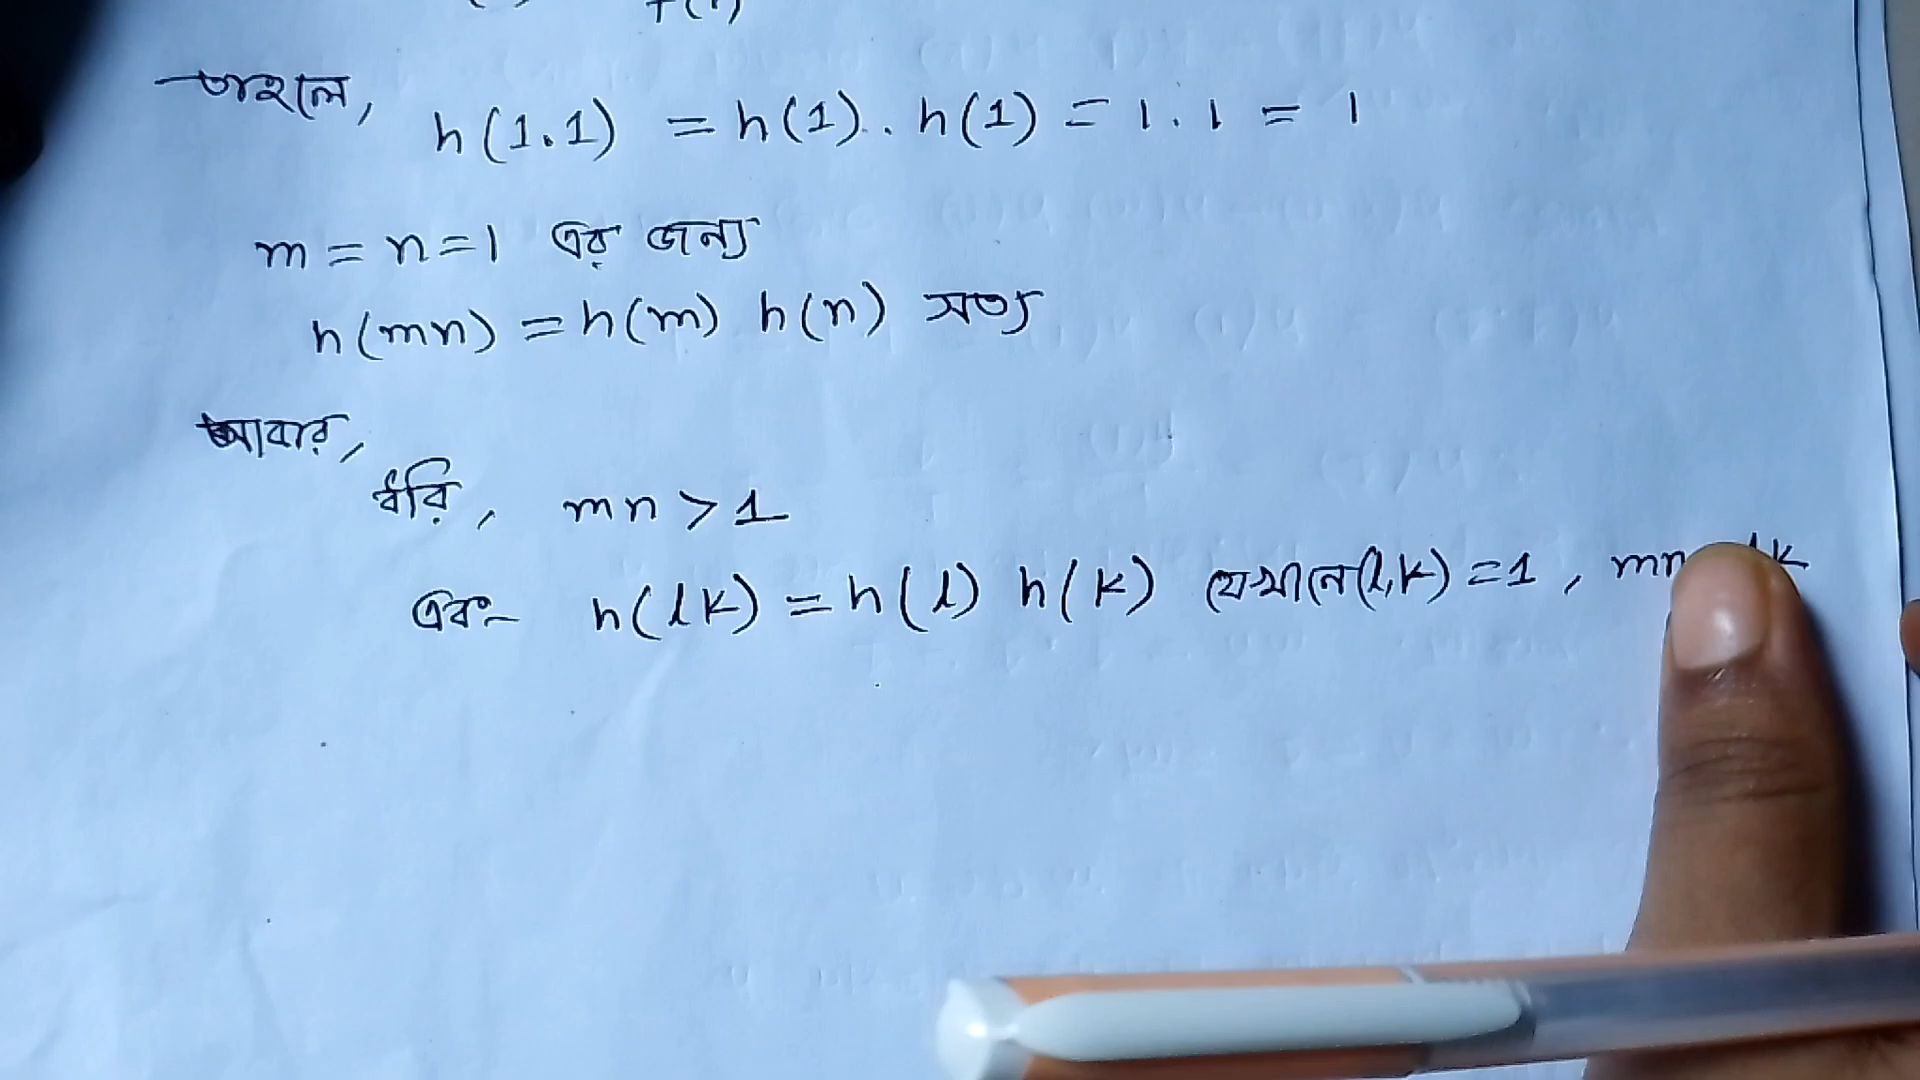 তাহলে, h(1.1) = h(1). h(1) = 1.1 = 1
m = n = 1 এর জন্য
h(mn) = h(m) h(n) সত্য
আবার,
ধরি, mn > 1
এবং h(lk) = h(l) h(k) যেখানে (l,k) = 1, mn lk